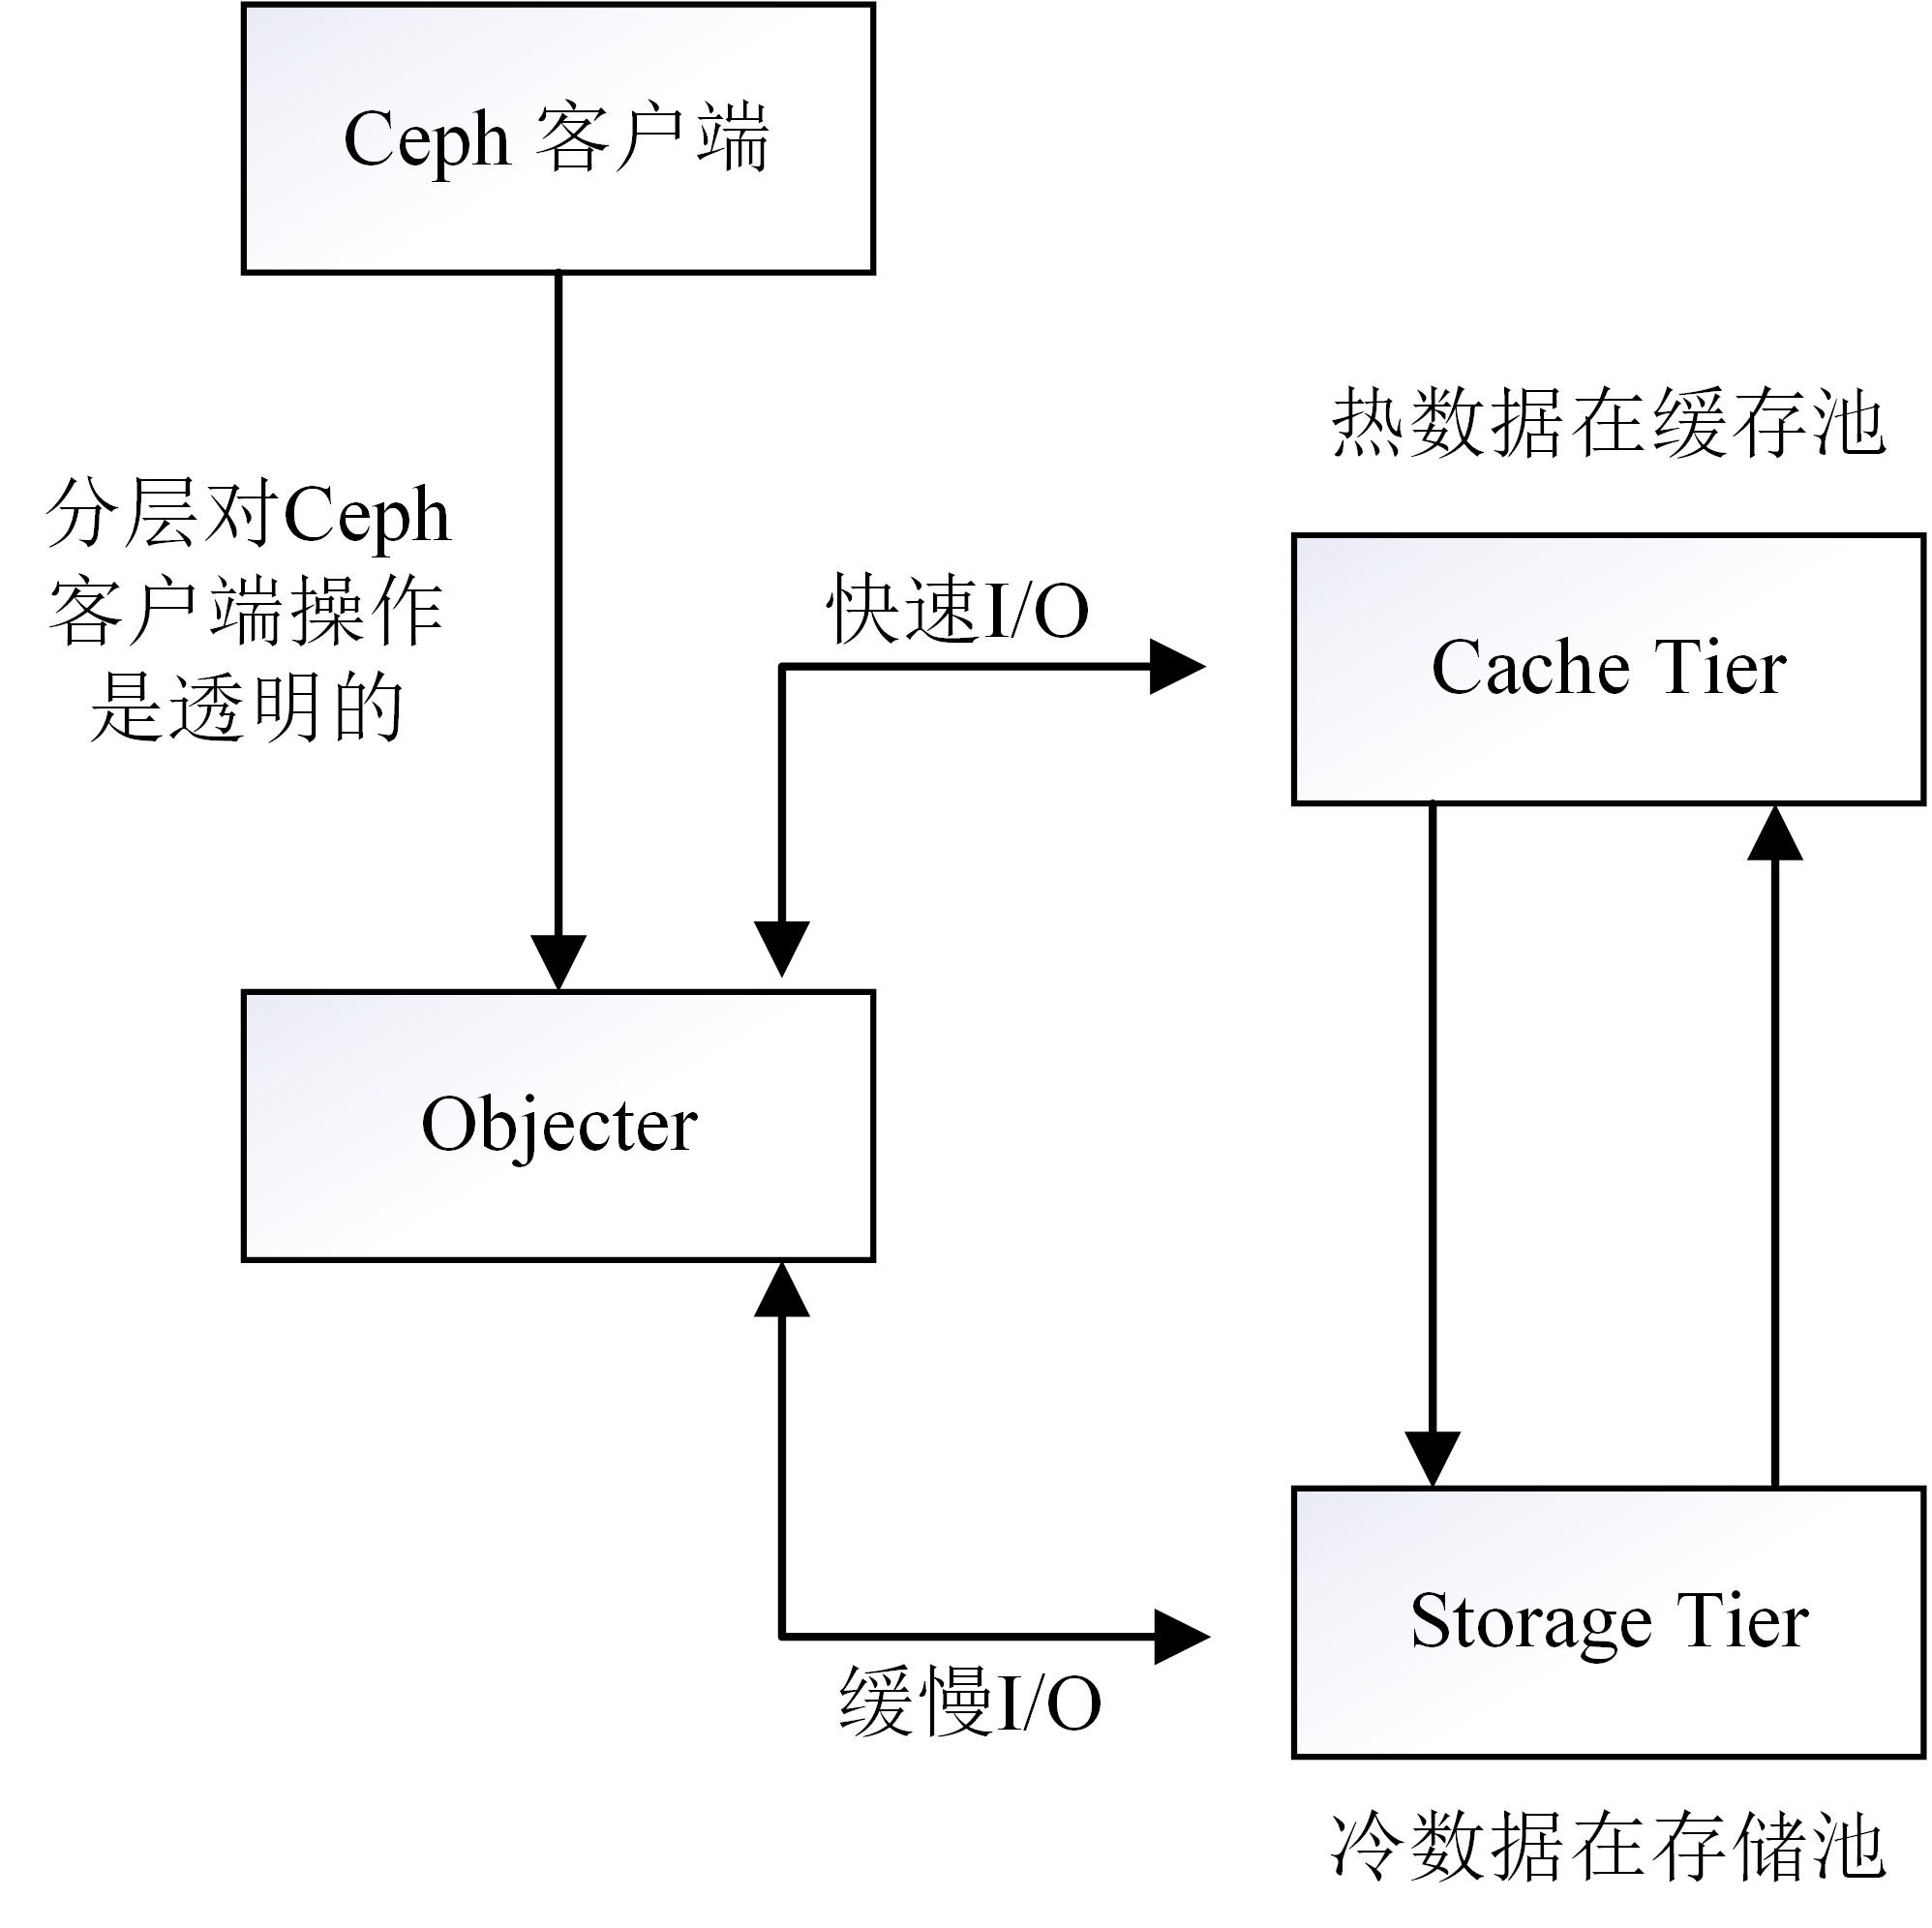 Ceph 客户端
热数据在缓存池
分层对Ceph
客户端操作
是透明的
快速I/O
Cache Tier
Objecter
Storage Tier
缓慢I/O
冷数据在存储池